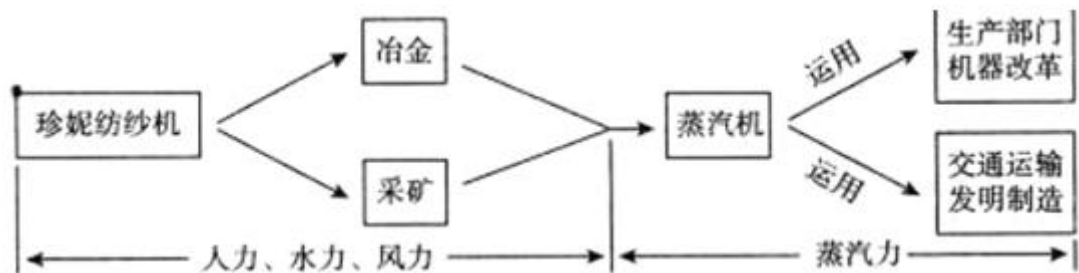 珍妮纺纱机
冶金
采矿
蒸汽机
运用
运用
生产部门
机器改革
交通运输
发明制造
人力、水力、风力
蒸汽力